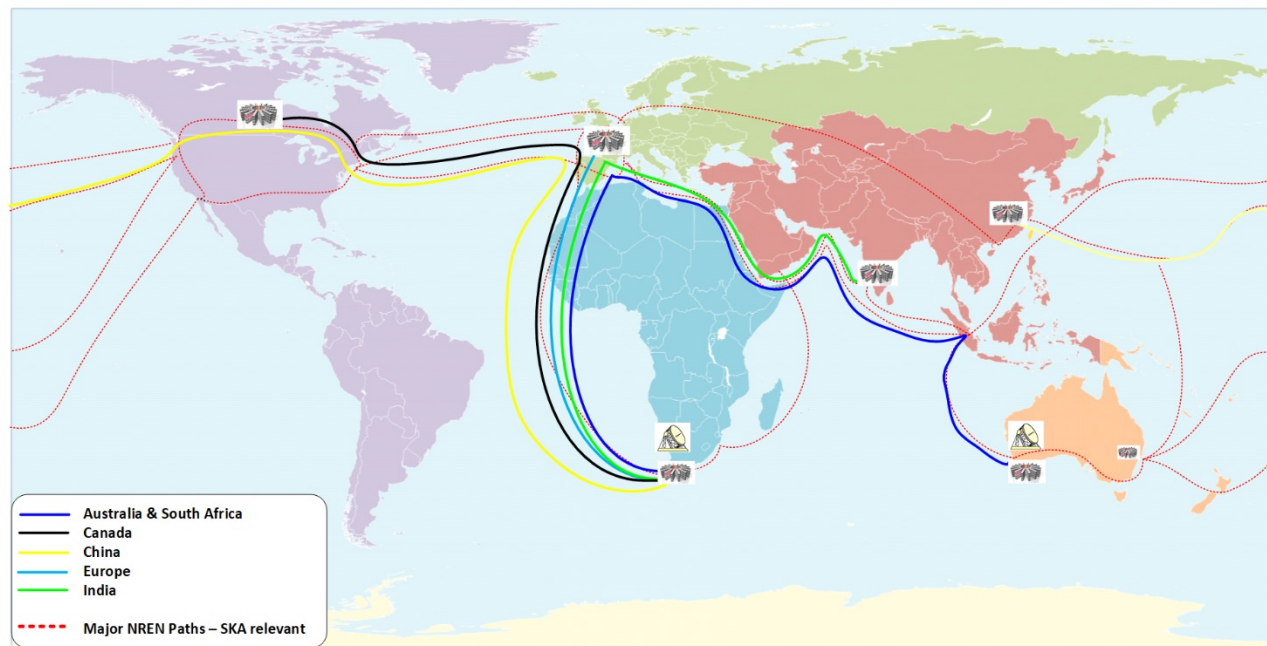 Australia & South Africa
Canada
China
Europe
India
Major NREN Paths – SKA relevant